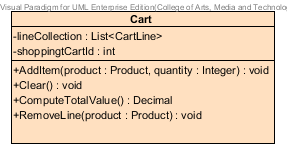 Visual Paradigm for UML Enterprise Edition(College of Arts, Media and Technolo
Cart
-lineCollection : List<CartLine>
-shoppingtCartId : int
+AddItem(product : Product, quantity : Integer) : void
+Clear() : void
+ComputeTotalValue() : Decimal
+RemoveLine(product : Product) : void